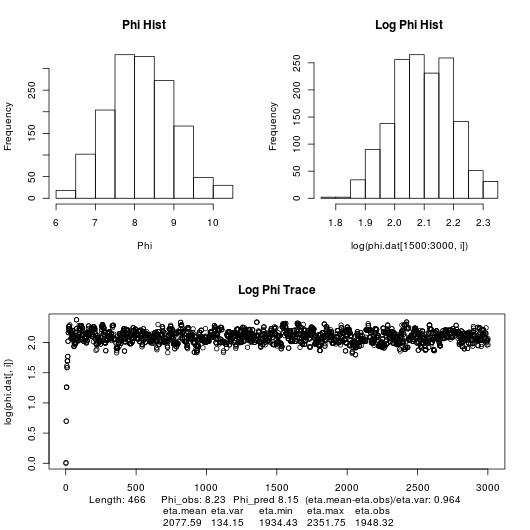 Phi Hist
Frequency
0 50 150 250
6 7 8 9 10
Phi
Log Phi Hist
Frequency
0 50 100 150 200 250
1.8 1.9 2.0 2.1 2.2 2.3
log(phi.dat[1500:3000, i])
Log Phi Trace
log(phi.dat[, i])
0.0 0.5 1.0 1.5 2.0
0 500 1000 1500 2000 2500 3000
Length: 466 Phi_obs: 8.23 Phi_pred 8.15 (eta.mean-eta.obs)/eta.var: 0.964
eta.mean eta.var eta.min eta.max eta.obs
2077.59 134.15 1934.43 2351.75 1948.32